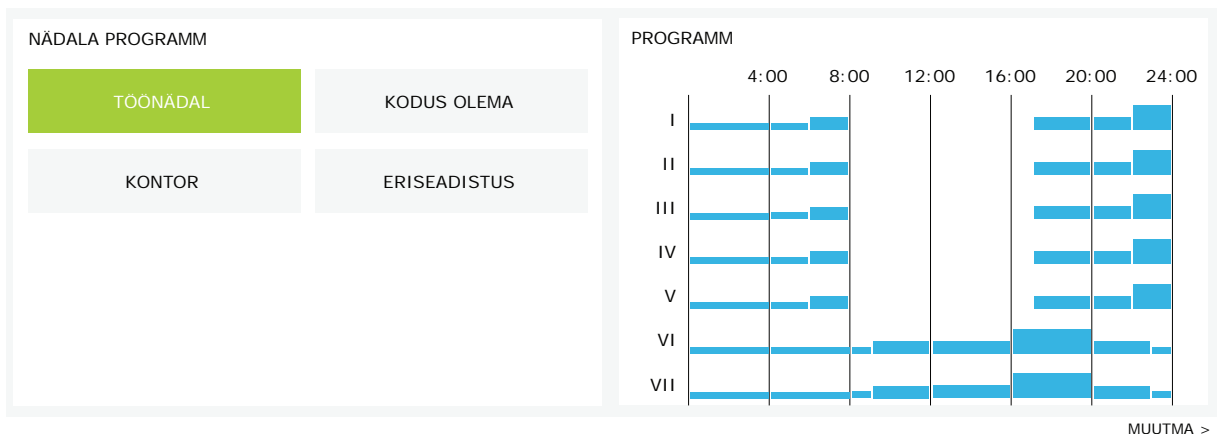 NÄDALA PROGRAMM
TÖÖNÄDAL
KODUS OLEMA
KONTOR
ERISEADISTUS
PROGRAMM
4:00 8:00 12:00 16:00 20:00 24:00
I
II
III
IV
V
VI
VII
MUUTMA >